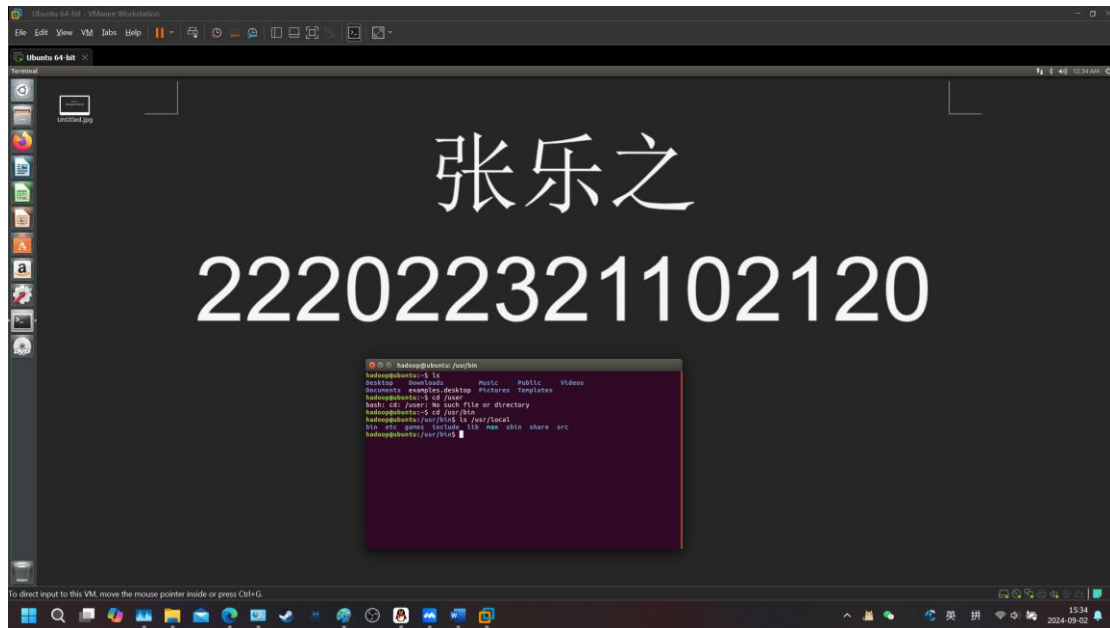 Ubuntu 64-bit - VMware Workstation
File Edit View VM Tabs Help
Ubuntu 64-bit
Terminal
12:34 AM
Untitled.jpg
张乐之
222022321102120
hadoop@ubuntu: /usr/bin
hadoop@ubuntu:~$ ls
Desktop Downloads Music Public Videos
Documents examples.desktop Pictures Templates
hadoop@ubuntu:~$ cd /user
bash: cd: /user: No such file or directory
hadoop@ubuntu:~$ cd /usr/bin
hadoop@ubuntu:/usr/bin$ ls /usr/local
bin etc games include lib man sbin share src
hadoop@ubuntu:/usr/bin$
To direct input to this VM, move the mouse pointer inside or press Ctrl+G.
英 拼
15:34
2024-09-02